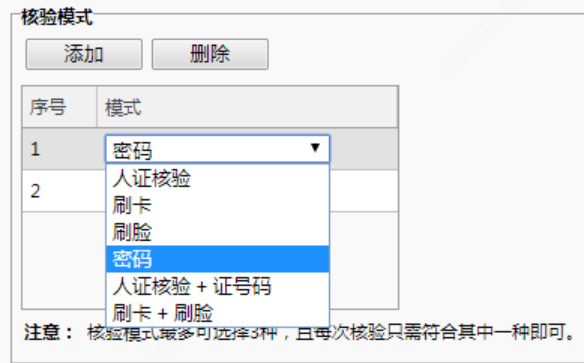 核验模式
添加 删除
序号 模式
1 密码
人证核验
2
刷卡
刷脸
密码
人证核验 + 证号码
刷卡 + 刷脸
注意： 核验模式最多可选择3种，且每次核验只需符合其中一种即可。